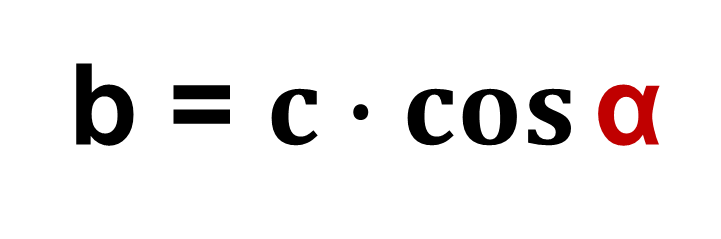 b = c · cos α